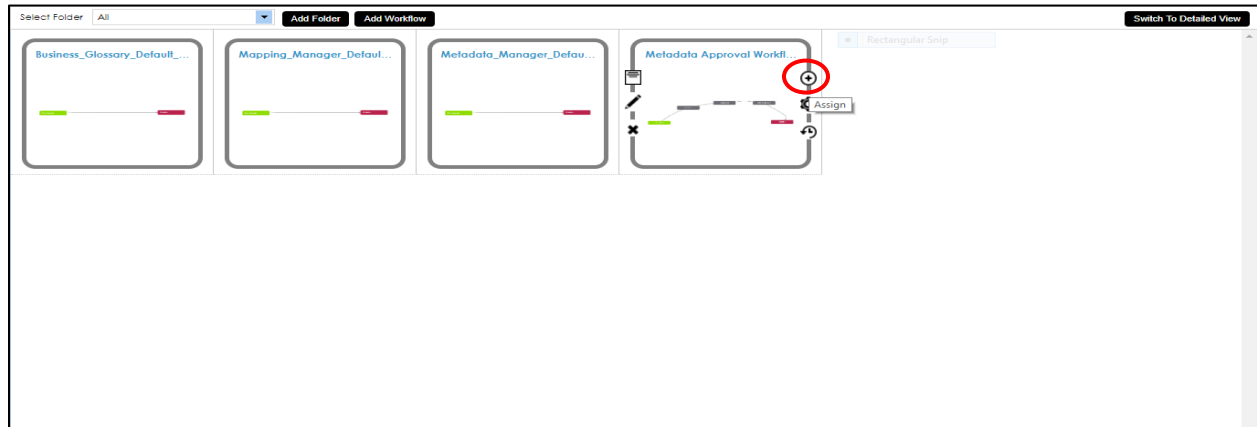 Select Folder All Add Folder Add Workflow Switch To Detailed View
Rectangular Snip
Business_Glossary_Default_... Mapping_Manager_Defaul... Metadata_Manager_Defau... Metadata Approval Workfl...
Assign